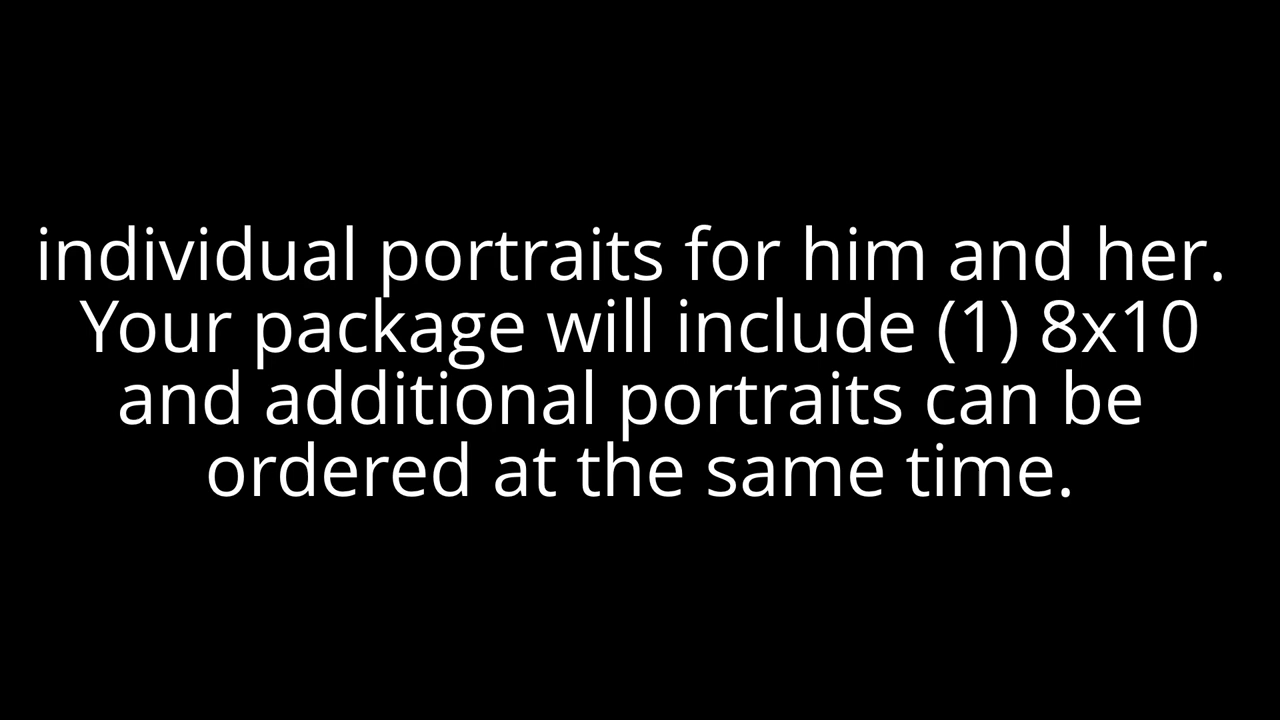 individual portraits for him and her.
Your package will include (1) 8x10
and additional portraits can be
ordered at the same time.